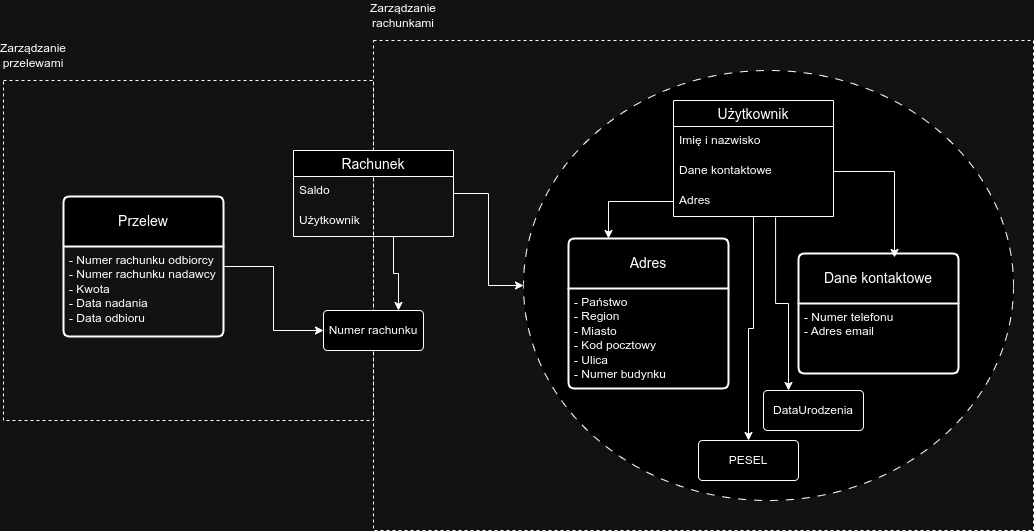 Zarządzanie
rachunkami
Zarządzanie
przelewami
Przelew
- Numer rachunku odbiorcy
- Numer rachunku nadawcy
- Kwota
- Data nadania
- Data odbioru
Rachunek
Saldo
Użytkownik
Numer rachunku
Użytkownik
Imię i nazwisko
Dane kontaktowe
Adres
Adres
- Państwo
- Region
- Miasto
- Kod pocztowy
- Ulica
- Numer budynku
Dane kontaktowe
- Numer telefonu
- Adres email
DataUrodzenia
PESEL